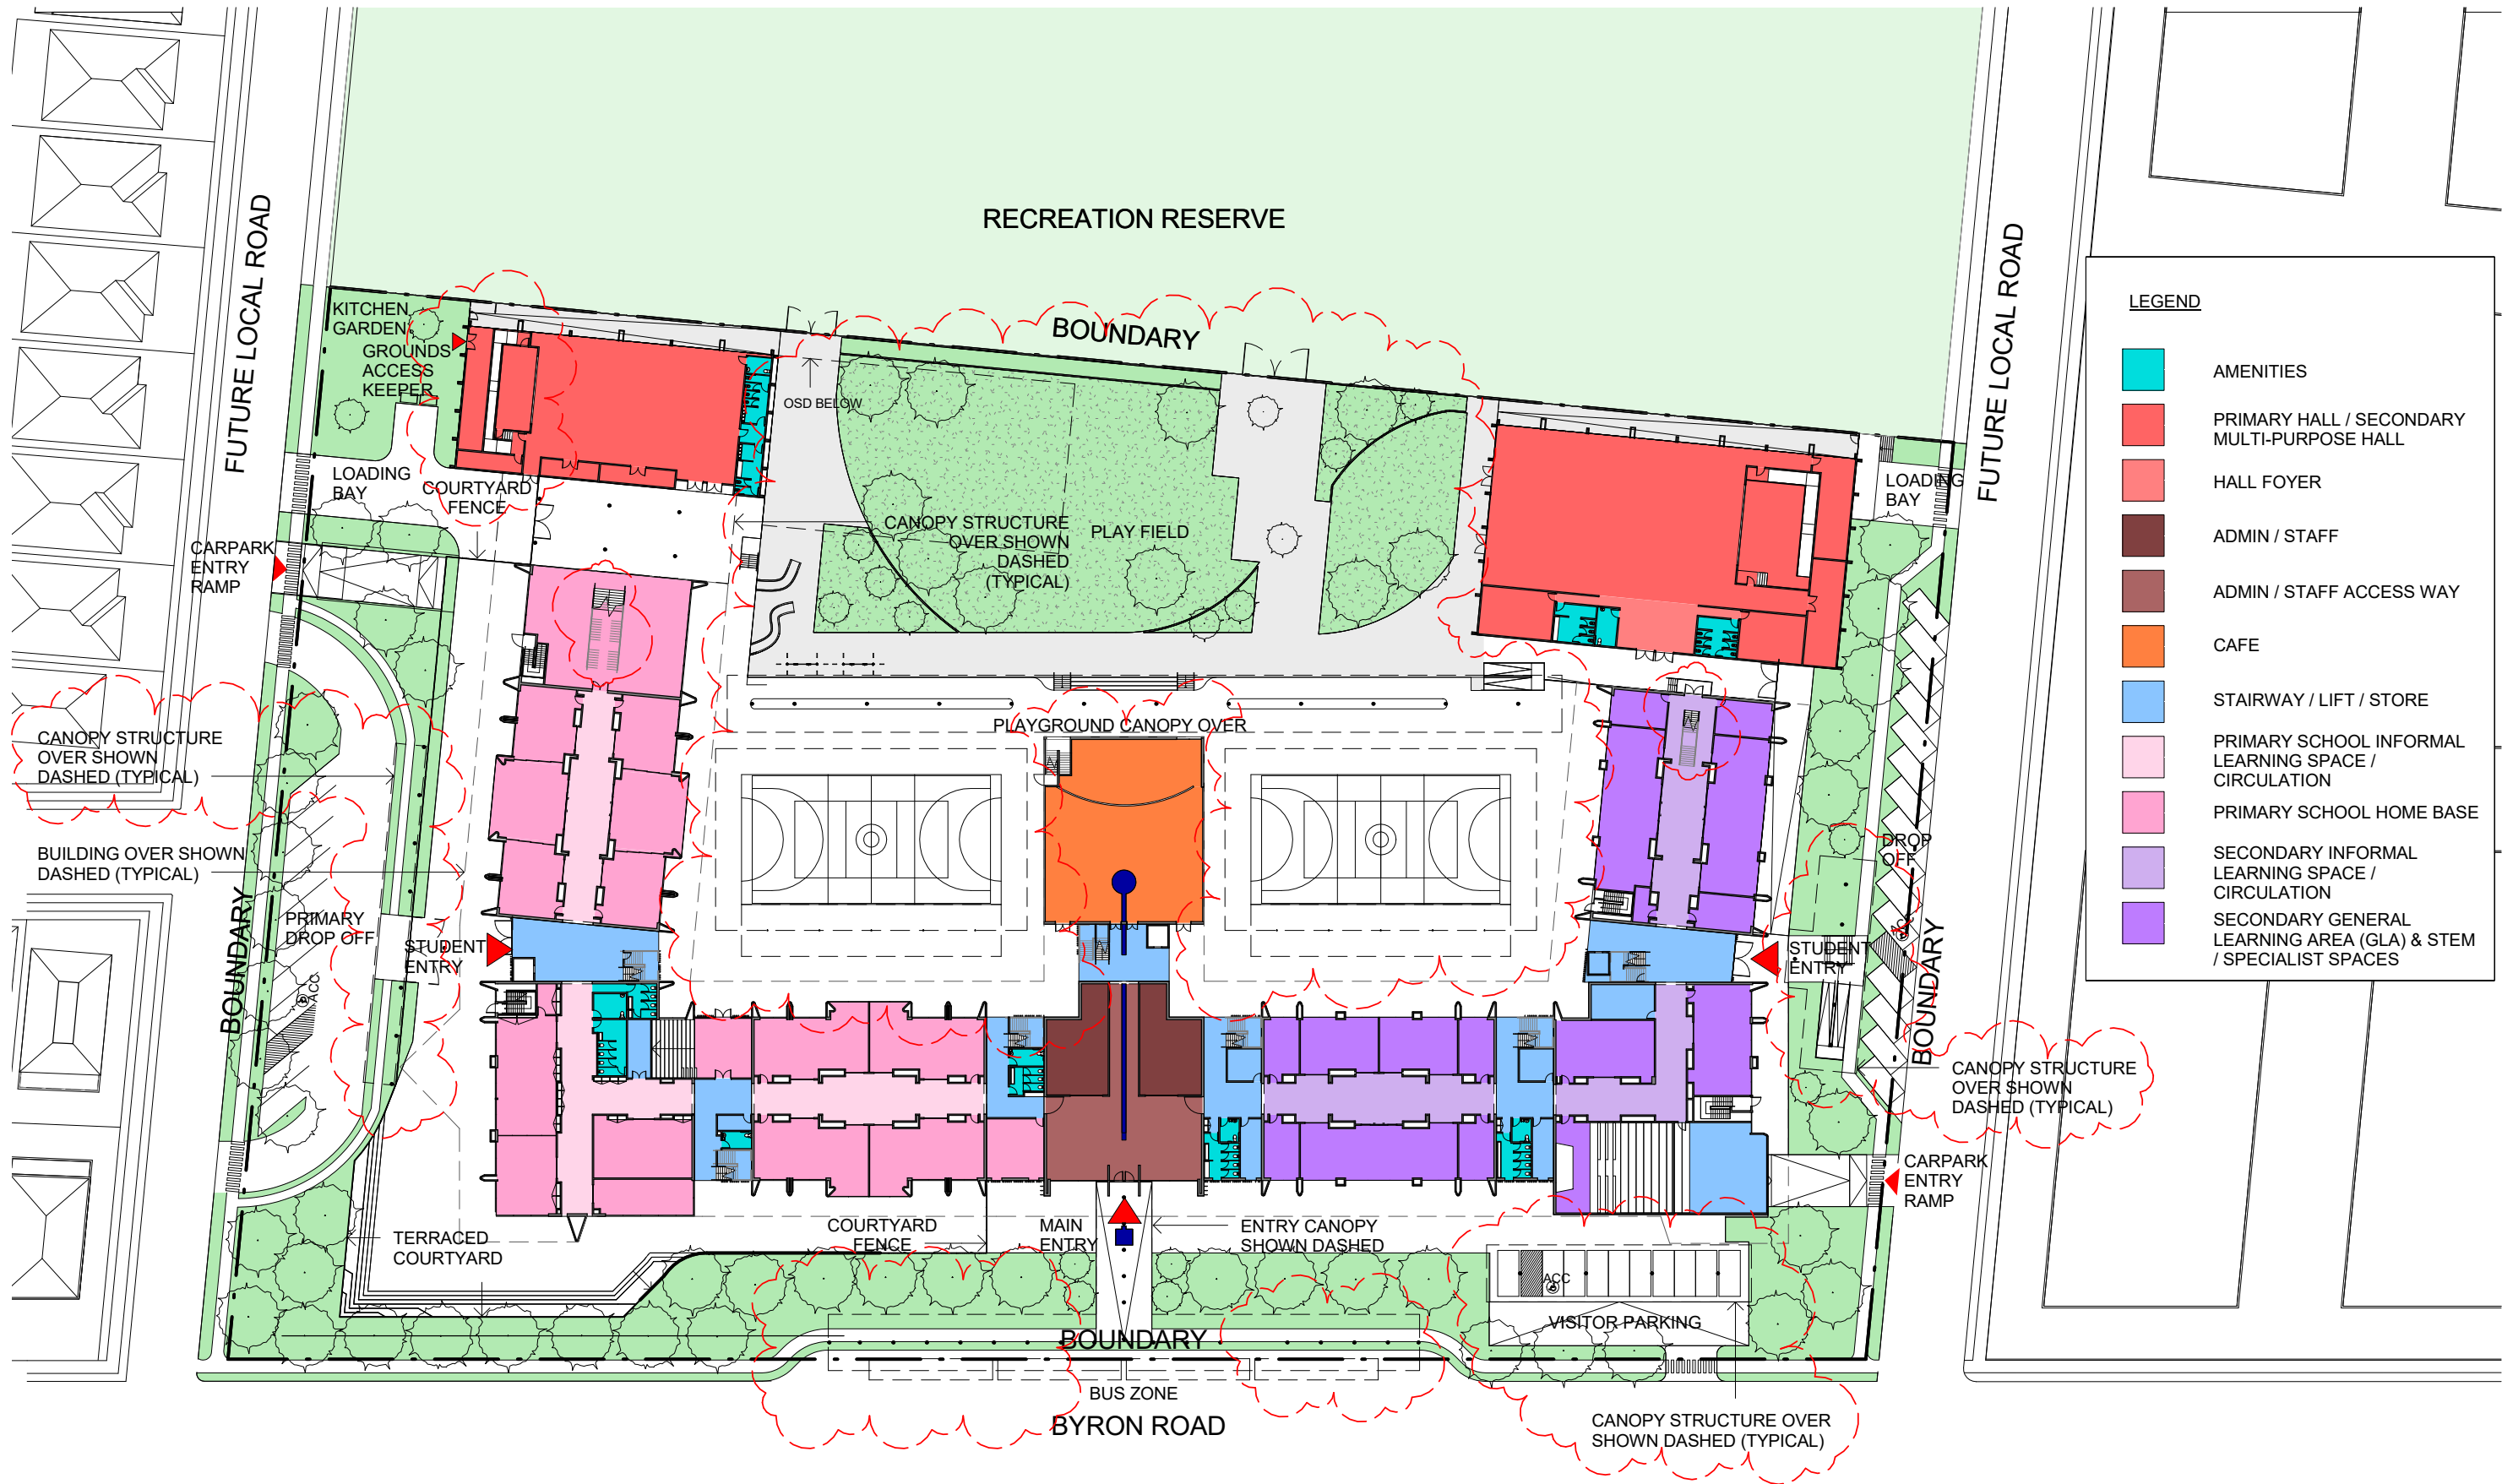 RECREATION RESERVE
FUTURE LOCAL ROAD
FUTURE LOCAL ROAD
BOUNDARY
KITCHEN
GARDEN
GROUNDS
ACCESS
KEEPER
OSD BELOW
LOADING
BAY
COURTYARD
FENCE
CARPARK
ENTRY
RAMP
CANOPY STRUCTURE
OVER SHOWN
DASHED
(TYPICAL)
PLAY FIELD
LOADING
BAY
PLAYGROUND CANOPY OVER
CANOPY STRUCTURE
OVER SHOWN
DASHED (TYPICAL)
BUILDING OVER SHOWN
DASHED (TYPICAL)
BOUNDARY
PRIMARY
DROP OFF
ACC
STUDENT
ENTRY
DROP
OFF
ACC
STUDENT
ENTRY
BOUNDARY
CANOPY STRUCTURE
OVER SHOWN
DASHED (TYPICAL)
CARPARK
ENTRY
RAMP
TERRACED
COURTYARD
COURTYARD
FENCE
MAIN
ENTRY
ENTRY CANOPY
SHOWN DASHED
ACC
VISITOR PARKING
BOUNDARY
BUS ZONE
BYRON ROAD
CANOPY STRUCTURE OVER
SHOWN DASHED (TYPICAL)
LEGEND
AMENITIES
PRIMARY HALL / SECONDARY
MULTI-PURPOSE HALL
HALL FOYER
ADMIN / STAFF
ADMIN / STAFF ACCESS WAY
CAFE
STAIRWAY / LIFT / STORE
PRIMARY SCHOOL INFORMAL
LEARNING SPACE /
CIRCULATION
PRIMARY SCHOOL HOME BASE
SECONDARY INFORMAL
LEARNING SPACE /
CIRCULATION
SECONDARY GENERAL
LEARNING AREA (GLA) & STEM
/ SPECIALIST SPACES